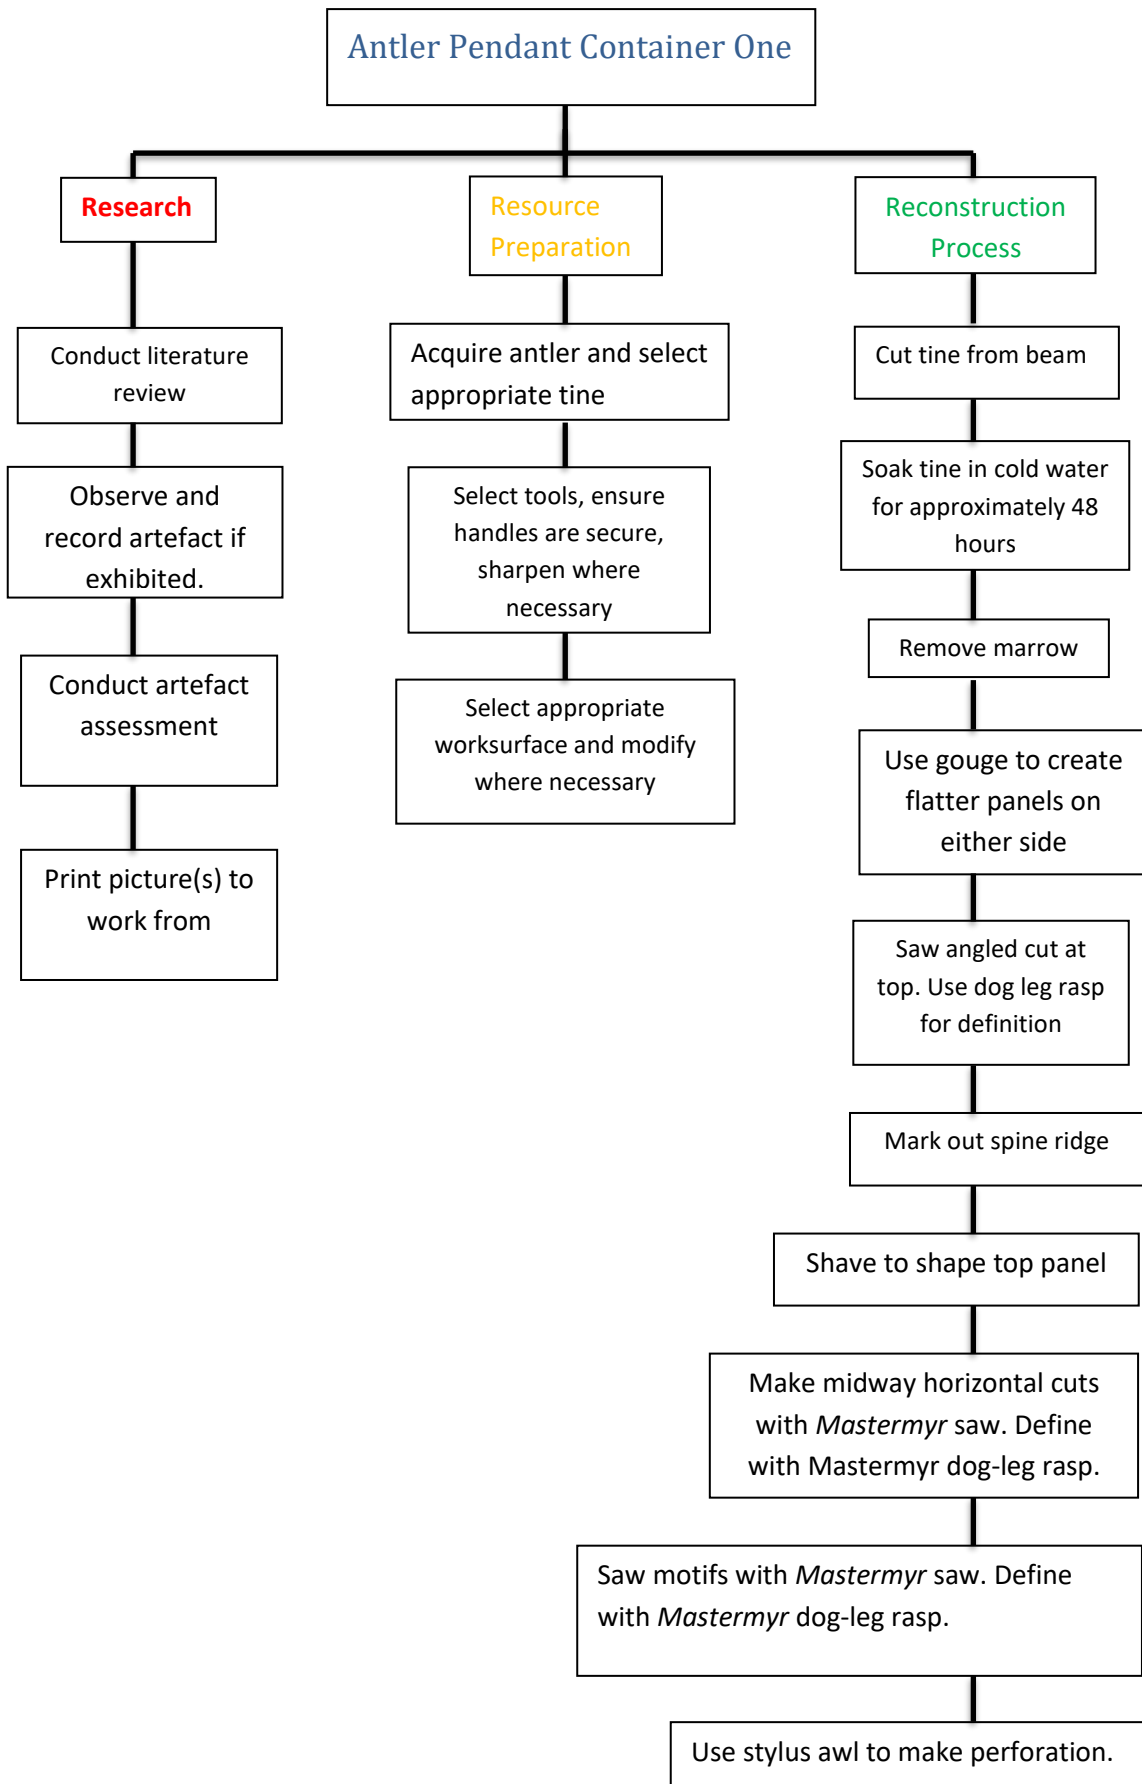 Antler Pendant Container One
Research
Conduct literature
review
Observe and
record artefact if
exhibited.
Conduct artefact
assessment
Print picture(s) to
work from
Resource
Preparation
Acquire antler and select
appropriate tine
Select tools, ensure
handles are secure,
sharpen where
necessary
Select appropriate
worksurface and modify
where necessary
Reconstruction
Process
Cut tine from beam
Soak tine in cold water
for approximately 48
hours
Remove marrow
Use gouge to create
flatter panels on
either side
Saw angled cut at
top. Use dog leg rasp
for definition
Mark out spine ridge
Shave to shape top panel
Make midway horizontal cuts
with Mastermyr saw. Define
with Mastermyr dog-leg rasp.
Saw motifs with Mastermyr saw. Define
with Mastermyr dog-leg rasp.
Use stylus awl to make perforation.